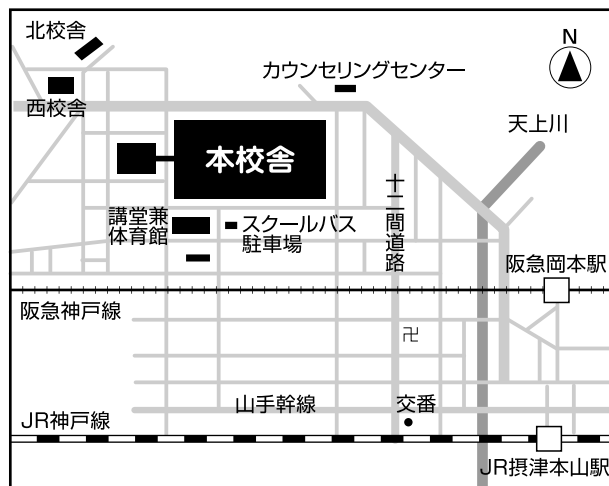 北校舎
N
カウンセリングセンター
西校舎
天上川
本校舎
十二間道路
講堂兼
体育館
スクールバス
駐車場
阪急岡本駅
阪急神戸線
卍
山手幹線
交番
JR神戸線
JR摂津本山駅